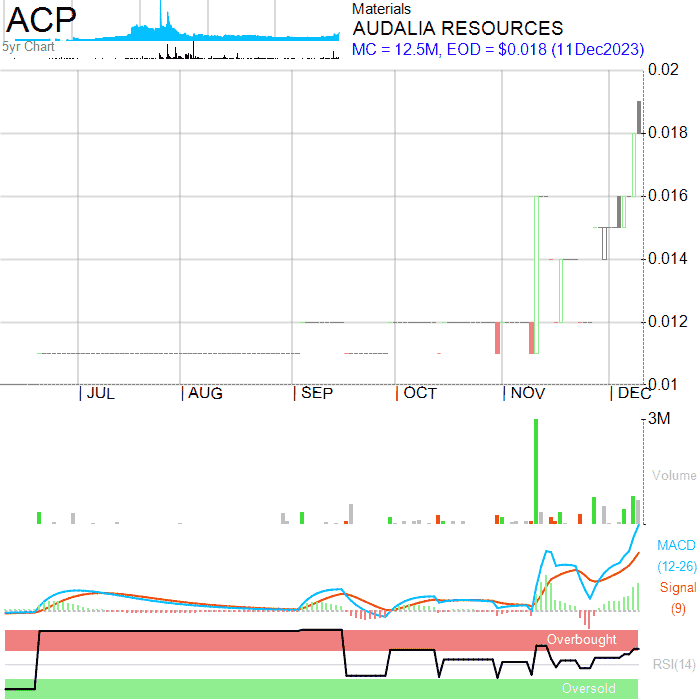 ACP
5yr Chart
Materials
AUDALIA RESOURCES
MC = 12.5M, EOD = $0.018 (11Dec2023)
0.02
0.018
0.016
0.014
0.012
0.01
JUL AUG SEP OCT NOV DEC
3M
Volume
MACD
(12-26)
Signal
(9)
Overbought
RSI(14)
Oversold